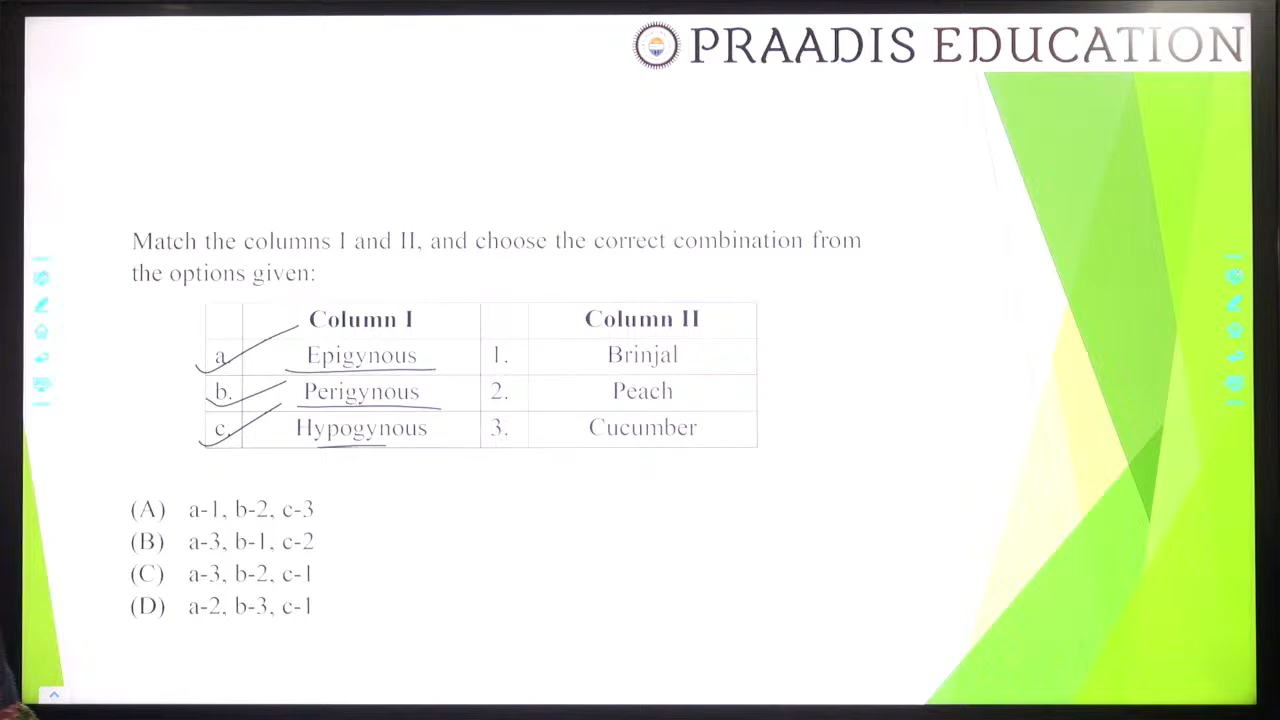 PRAADIS EDUCATION
Match the columns I and II, and choose the correct combination from
the options given:
Column I Column II
a. Epigynous 1. Brinjal
b. Perigynous 2. Peach
c. Hypogynous 3. Cucumber
(A) a-1, b-2, c-3
(B) a-3, b-1, c-2
(C) a-3, b-2, c-1
(D) a-2, b-3, c-1